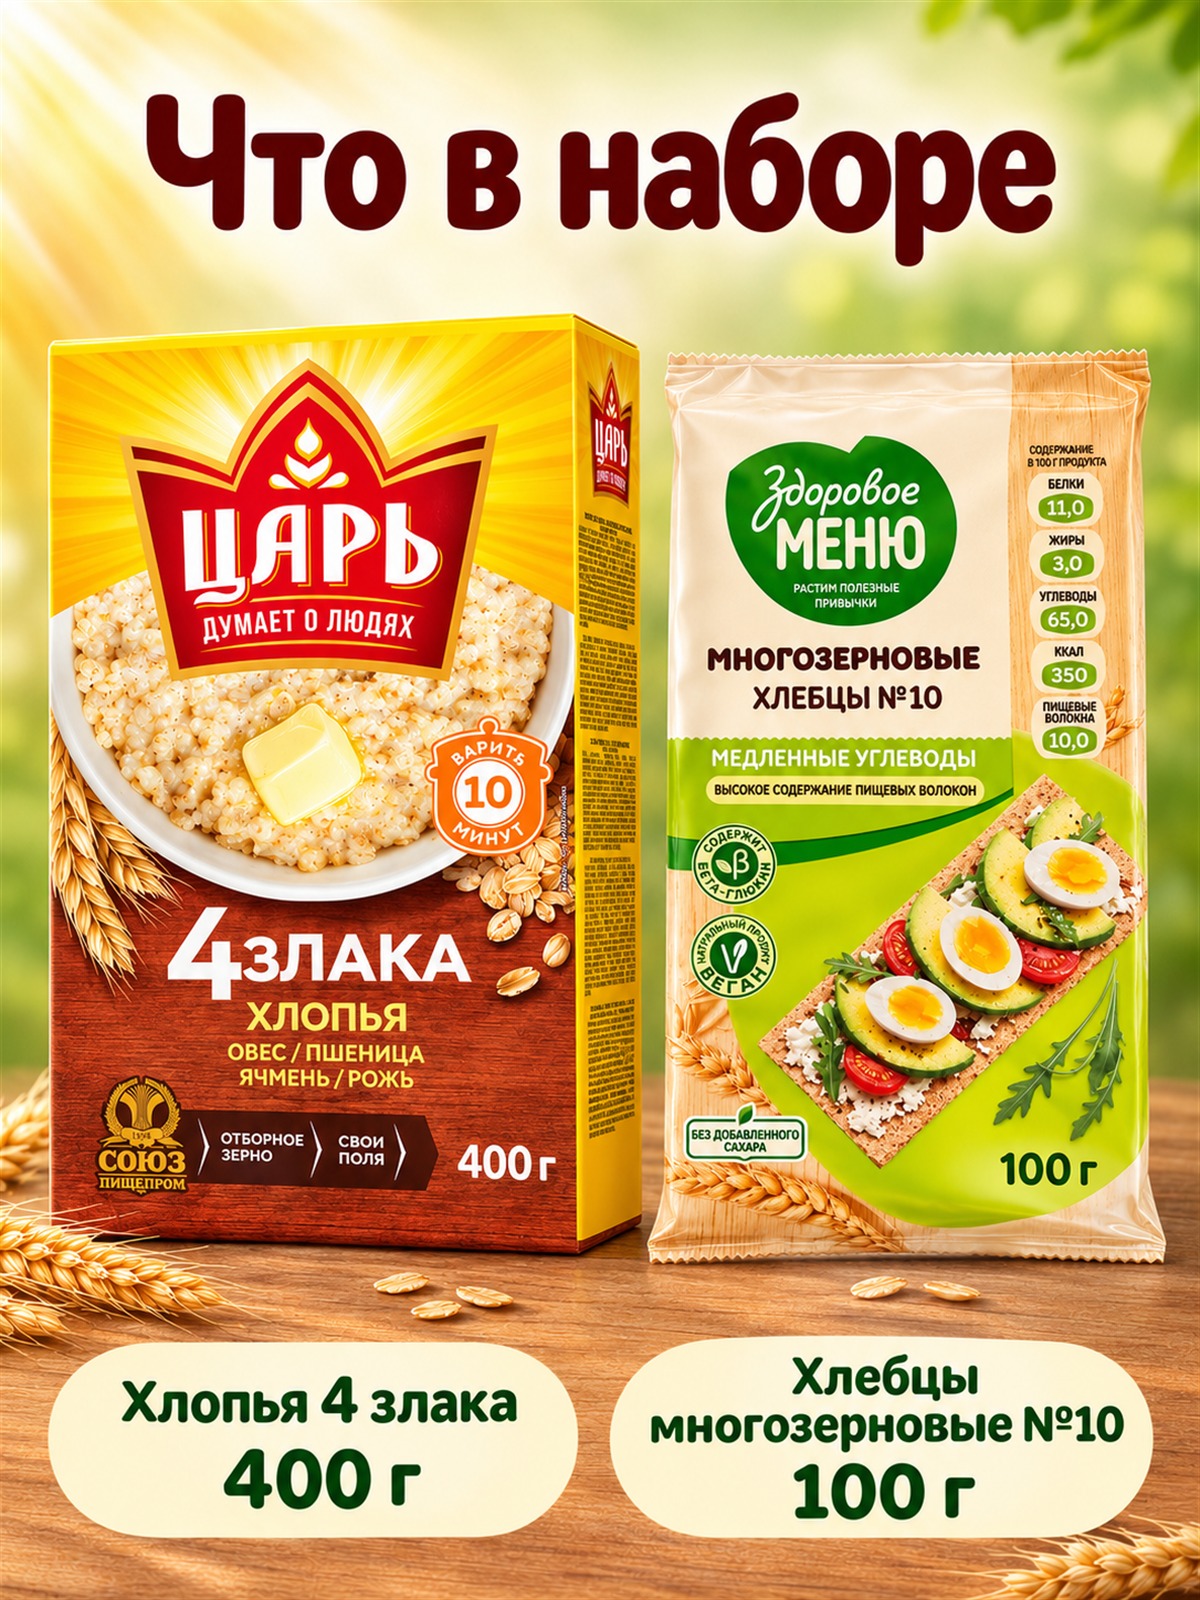 Что в наборе
ЦАРЬ
ДУМАЕТ О ЛЮДЯХ
ВАРИТЬ
10
МИНУТ
4 ЗЛАКА
ХЛОПЬЯ
ОВЕС / ПШЕНИЦА
ЯЧМЕНЬ / РОЖЬ
СОЮЗ
ПИЩЕПРОМ
ОТБОРНОЕ
ЗЕРНО
СВОИ
ПОЛЯ
400 г
ЦАРЬ
Здоровое
МЕНЮ
РАСТИМ ПОЛЕЗНЫЕ
ПРИВЫЧКИ
МНОГОЗЕРНОВЫЕ
ХЛЕБЦЫ №10
МЕДЛЕННЫЕ УГЛЕВОДЫ
ВЫСОКОЕ СОДЕРЖАНИЕ ПИЩЕВЫХ ВОЛОКОН
СОДЕРЖАНИЕ
В 100 Г ПРОДУКТА
БЕЛКИ
11,0
ЖИРЫ
3,0
УГЛЕВОДЫ
65,0
ККАЛ
350
ПИЩЕВЫЕ
ВОЛОКНА
10,0
СОДЕРЖИТ
β
БЕТА-ГЛЮКАН
НАТУРАЛЬНЫЙ ПРОДУКТ
V
ВЕГАН
БЕЗ ДОБАВЛЕННОГО
САХАРА
100 г
Хлопья 4 злака
400 г
Хлебцы
многозерновые №10
100 г